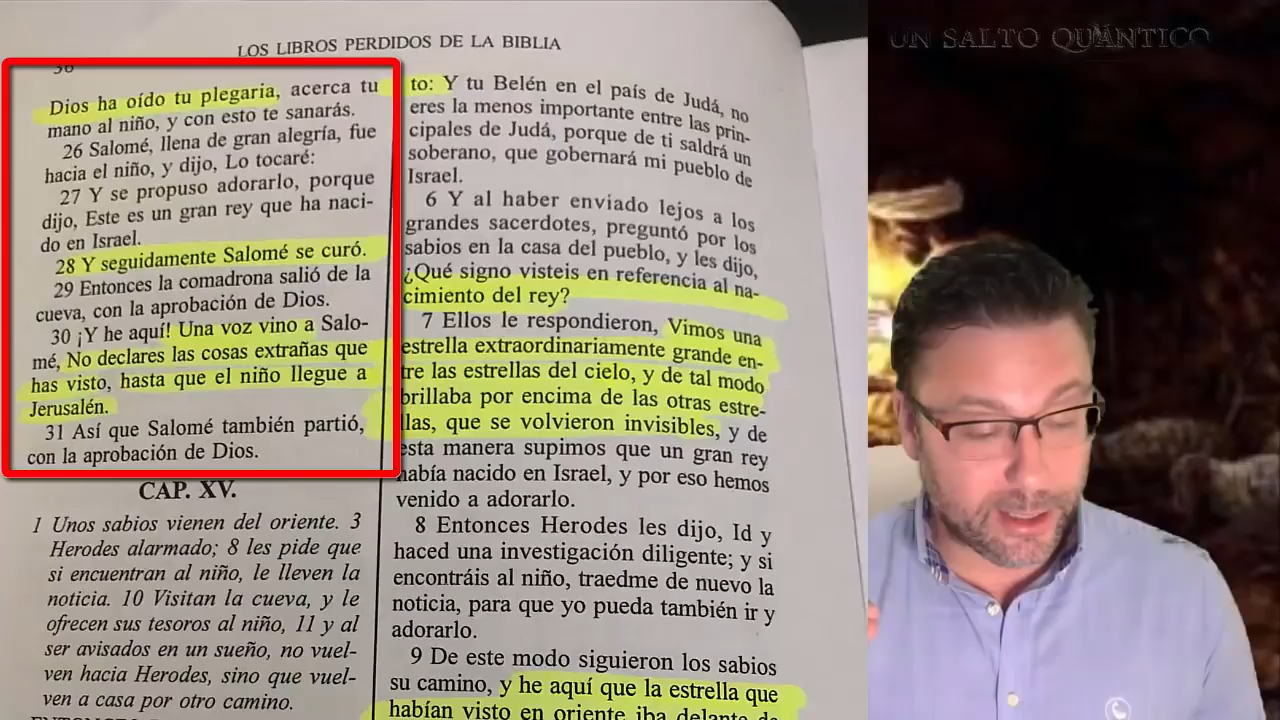 LOS LIBROS PERDIDOS DE LA BIBLIA
UN SALTO QUÁNTICO
Dios ha oído tu plegaria, acerca tu
mano al niño, y con esto te sanarás.
26 Salomé, llena de gran alegría, fue
hacia el niño, y dijo, Lo tocaré:
27 Y se propuso adorarlo, porque
dijo, Este es un gran rey que ha naci-
do en Israel.
28 Y seguidamente Salomé se curó.
29 Entonces la comadrona salió de la
cueva, con la aprobación de Dios.
30 ¡Y he aquí! Una voz vino a Salo-
mé, No declares las cosas extrañas que
has visto, hasta que el niño llegue a
Jerusalén.
31 Así que Salomé también partió,
con la aprobación de Dios.
CAP. XV.
1 Unos sabios vienen del oriente. 3
Herodes alarmado; 8 les pide que
si encuentran al niño, le lleven la
noticia. 10 Visitan la cueva, y le
ofrecen sus tesoros al niño, 11 y al
ser avisados en un sueño, no vuel-
ven hacia Herodes, sino que vuel-
ven a casa por otro camino.
to: Y tu Belén en el país de Judá, no
eres la menos importante entre las prin-
cipales de Judá, porque de ti saldrá un
soberano, que gobernará mi pueblo de
Israel.
6 Y al haber enviado lejos a los
grandes sacerdotes, preguntó por los
sabios en la casa del pueblo, y les dijo,
¿Qué signo visteis en referencia al na-
cimiento del rey?
7 Ellos le respondieron, Vimos una
estrella extraordinariamente grande en-
tre las estrellas del cielo, y de tal modo
brillaba por encima de las otras estre-
llas, que se volvieron invisibles, y de
esta manera supimos que un gran rey
había nacido en Israel, y por eso hemos
venido a adorarlo.
8 Entonces Herodes les dijo, Id y
haced una investigación diligente; y si
encontráis al niño, traedme de nuevo la
noticia, para que yo pueda también ir y
adorarlo.
9 De este modo siguieron los sabios
su camino, y he aquí que la estrella que
habían visto en oriente iba delante de